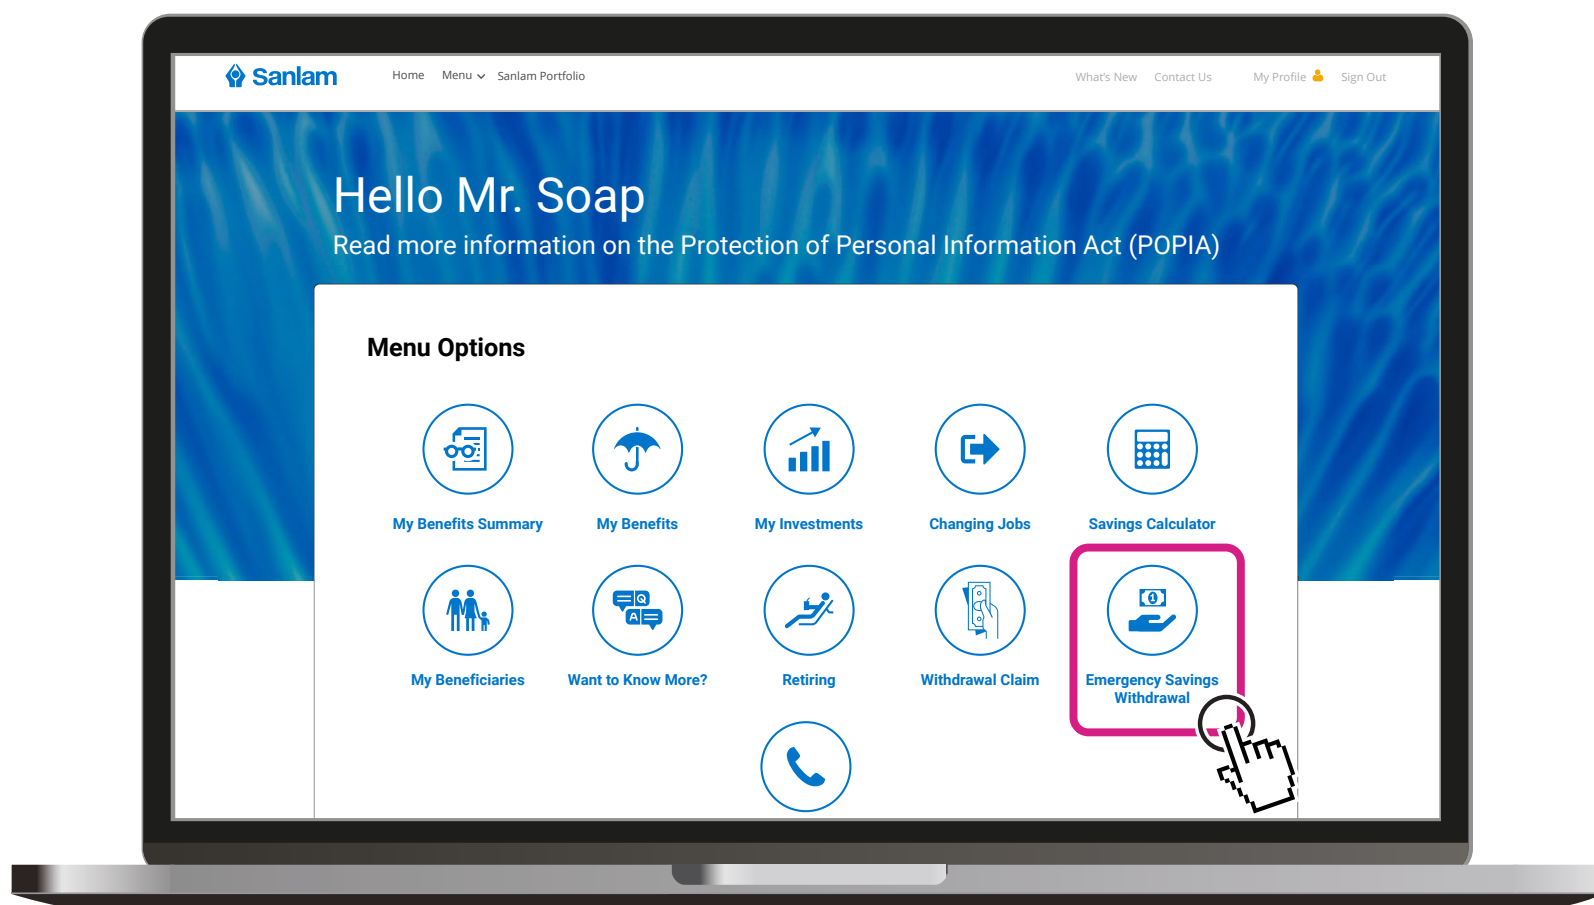 Sanlam
Home Menu Sanlam Portfolio What's New Contact Us My Profile Sign Out
Hello Mr. Soap
Read more information on the Protection of Personal Information Act (POPIA)
Menu Options
My Benefits Summary
My Benefits
My Investments
Changing Jobs
Savings Calculator
Q
A
1
My Beneficiaries
Want to Know More?
Retiring
Withdrawal Claim
Emergency Savings
Withdrawal